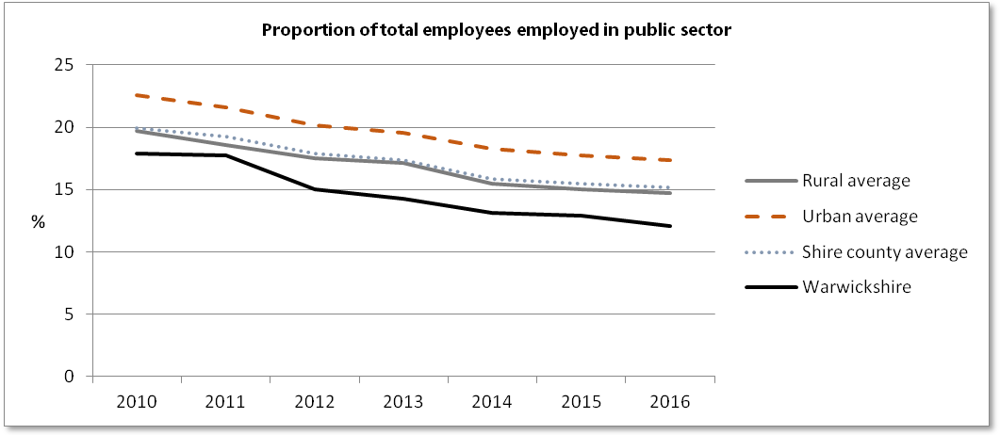 Proportion of total employees employed in public sector
25
20
15
10
5
0
%
2010 2011 2012 2013 2014 2015 2016
Rural average
Urban average
Shire county average
Warwickshire